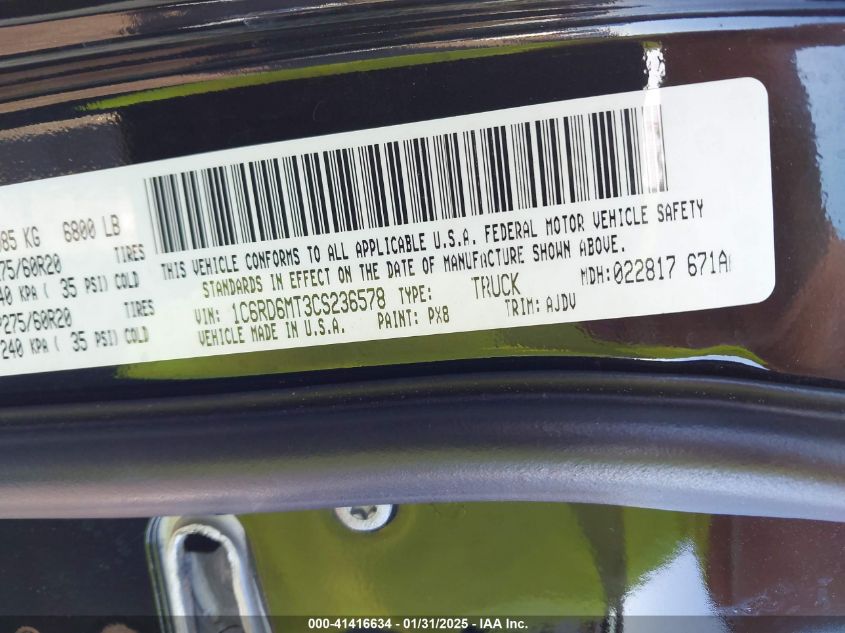 085 KG 6800 LB
275/60R20 TIRES
240 KPA ( 35 PSI) COLD
P275/60R20 TIRES
240 KPA ( 35 PSI) COLD
THIS VEHICLE CONFORMS TO ALL APPLICABLE U.S.A. FEDERAL MOTOR VEHICLE SAFETY
STANDARDS IN EFFECT ON THE DATE OF MANUFACTURE SHOWN ABOVE.
VIN: 1C6RD6MT3CS236578 TYPE: TRUCK MDH:022817 671A
VEHICLE MADE IN U.S.A. PAINT: PX8 TRIM: AJDV
000-41416634 / 01/31/2025 - IAA Inc.